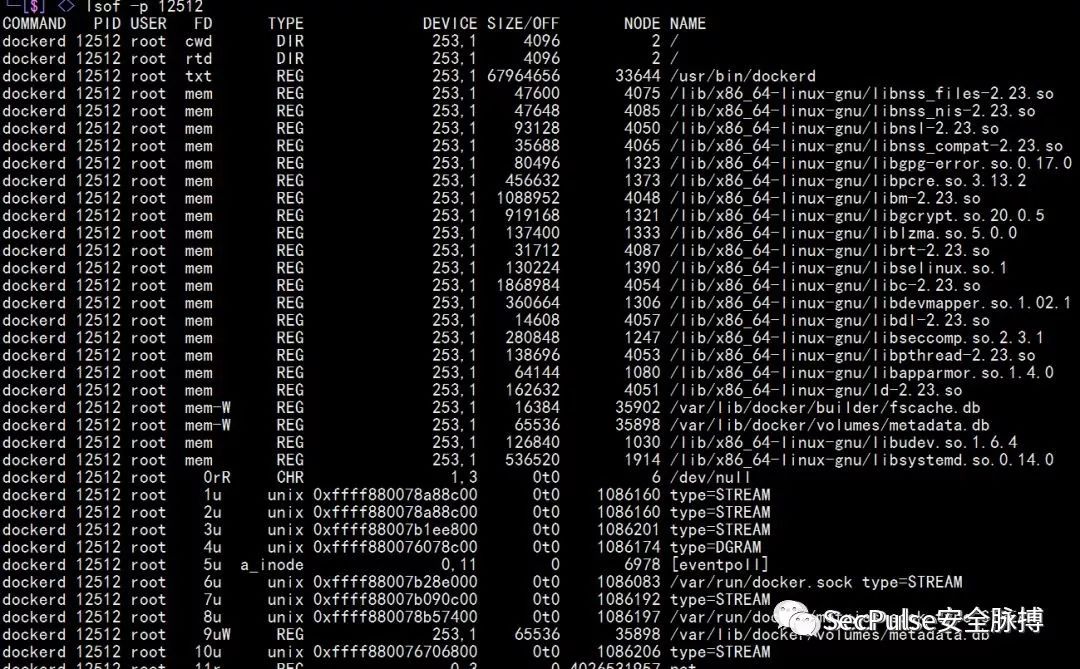 [$] <> lsof -p 12512
COMMAND PID USER FD TYPE DEVICE SIZE/OFF NODE NAME
dockerd 12512 root cwd DIR 253,1 4096 2 /
dockerd 12512 root rtd DIR 253,1 4096 2 /
dockerd 12512 root txt REG 253,1 67964656 33644 /usr/bin/dockerd
dockerd 12512 root mem REG 253,1 47600 4075 /lib/x86_64-linux-gnu/libnss_files-2.23.so
dockerd 12512 root mem REG 253,1 47648 4085 /lib/x86_64-linux-gnu/libnss_nis-2.23.so
dockerd 12512 root mem REG 253,1 93128 4050 /lib/x86_64-linux-gnu/libnsl-2.23.so
dockerd 12512 root mem REG 253,1 35688 4065 /lib/x86_64-linux-gnu/libnss_compat-2.23.so
dockerd 12512 root mem REG 253,1 80496 1323 /lib/x86_64-linux-gnu/libgpg-error.so.0.17.0
dockerd 12512 root mem REG 253,1 456632 1373 /lib/x86_64-linux-gnu/libpcre.so.3.13.2
dockerd 12512 root mem REG 253,1 1088952 4048 /lib/x86_64-linux-gnu/libm-2.23.so
dockerd 12512 root mem REG 253,1 919168 1321 /lib/x86_64-linux-gnu/libgcrypt.so.20.0.5
dockerd 12512 root mem REG 253,1 137400 1333 /lib/x86_64-linux-gnu/liblzma.so.5.0.0
dockerd 12512 root mem REG 253,1 31712 4087 /lib/x86_64-linux-gnu/librt-2.23.so
dockerd 12512 root mem REG 253,1 130224 1390 /lib/x86_64-linux-gnu/libselinux.so.1
dockerd 12512 root mem REG 253,1 1868984 4054 /lib/x86_64-linux-gnu/libc-2.23.so
dockerd 12512 root mem REG 253,1 360664 1306 /lib/x86_64-linux-gnu/libdevmapper.so.1.02.1
dockerd 12512 root mem REG 253,1 14608 4057 /lib/x86_64-linux-gnu/libdl-2.23.so
dockerd 12512 root mem REG 253,1 280848 1247 /lib/x86_64-linux-gnu/libseccomp.so.2.3.1
dockerd 12512 root mem REG 253,1 138696 4053 /lib/x86_64-linux-gnu/libpthread-2.23.so
dockerd 12512 root mem REG 253,1 64144 1080 /lib/x86_64-linux-gnu/libapparmor.so.1.4.0
dockerd 12512 root mem REG 253,1 162632 4051 /lib/x86_64-linux-gnu/ld-2.23.so
dockerd 12512 root mem-W REG 253,1 16384 35902 /var/lib/docker/builder/fscache.db
dockerd 12512 root mem-W REG 253,1 65536 35898 /var/lib/docker/volumes/metadata.db
dockerd 12512 root mem REG 253,1 126840 1030 /lib/x86_64-linux-gnu/libudev.so.1.6.4
dockerd 12512 root mem REG 253,1 536520 1914 /lib/x86_64-linux-gnu/libsystemd.so.0.14.0
dockerd 12512 root 0rR CHR 1,3 0t0 6 /dev/null
dockerd 12512 root 1u unix 0xffff880078a88c00 0t0 1086160 type=STREAM
dockerd 12512 root 2u unix 0xffff880078a88c00 0t0 1086160 type=STREAM
dockerd 12512 root 3u unix 0xffff88007b1ee800 0t0 1086201 type=STREAM
dockerd 12512 root 4u unix 0xffff880076078c00 0t0 1086174 type=DGRAM
dockerd 12512 root 5u a_inode 0,11 0 6978 [eventpoll]
dockerd 12512 root 6u unix 0xffff88007b28e000 0t0 1086083 /var/run/docker.sock type=STREAM
dockerd 12512 root 7u unix 0xffff88007b090c00 0t0 1086192 type=STREAM
dockerd 12512 root 8u unix 0xffff880078b57400 0t0 1086197 /var/run/do
SecPulse安全脉搏
dockerd 12512 root 9uW REG 253,1 65536 35898 /var/lib/docker/volumes/metadata.db
dockerd 12512 root 10u unix 0xffff880076706800 0t0 1086206 type=STREAM
dockerd 12512 root 11r REG 0,3 0 4026531957 net